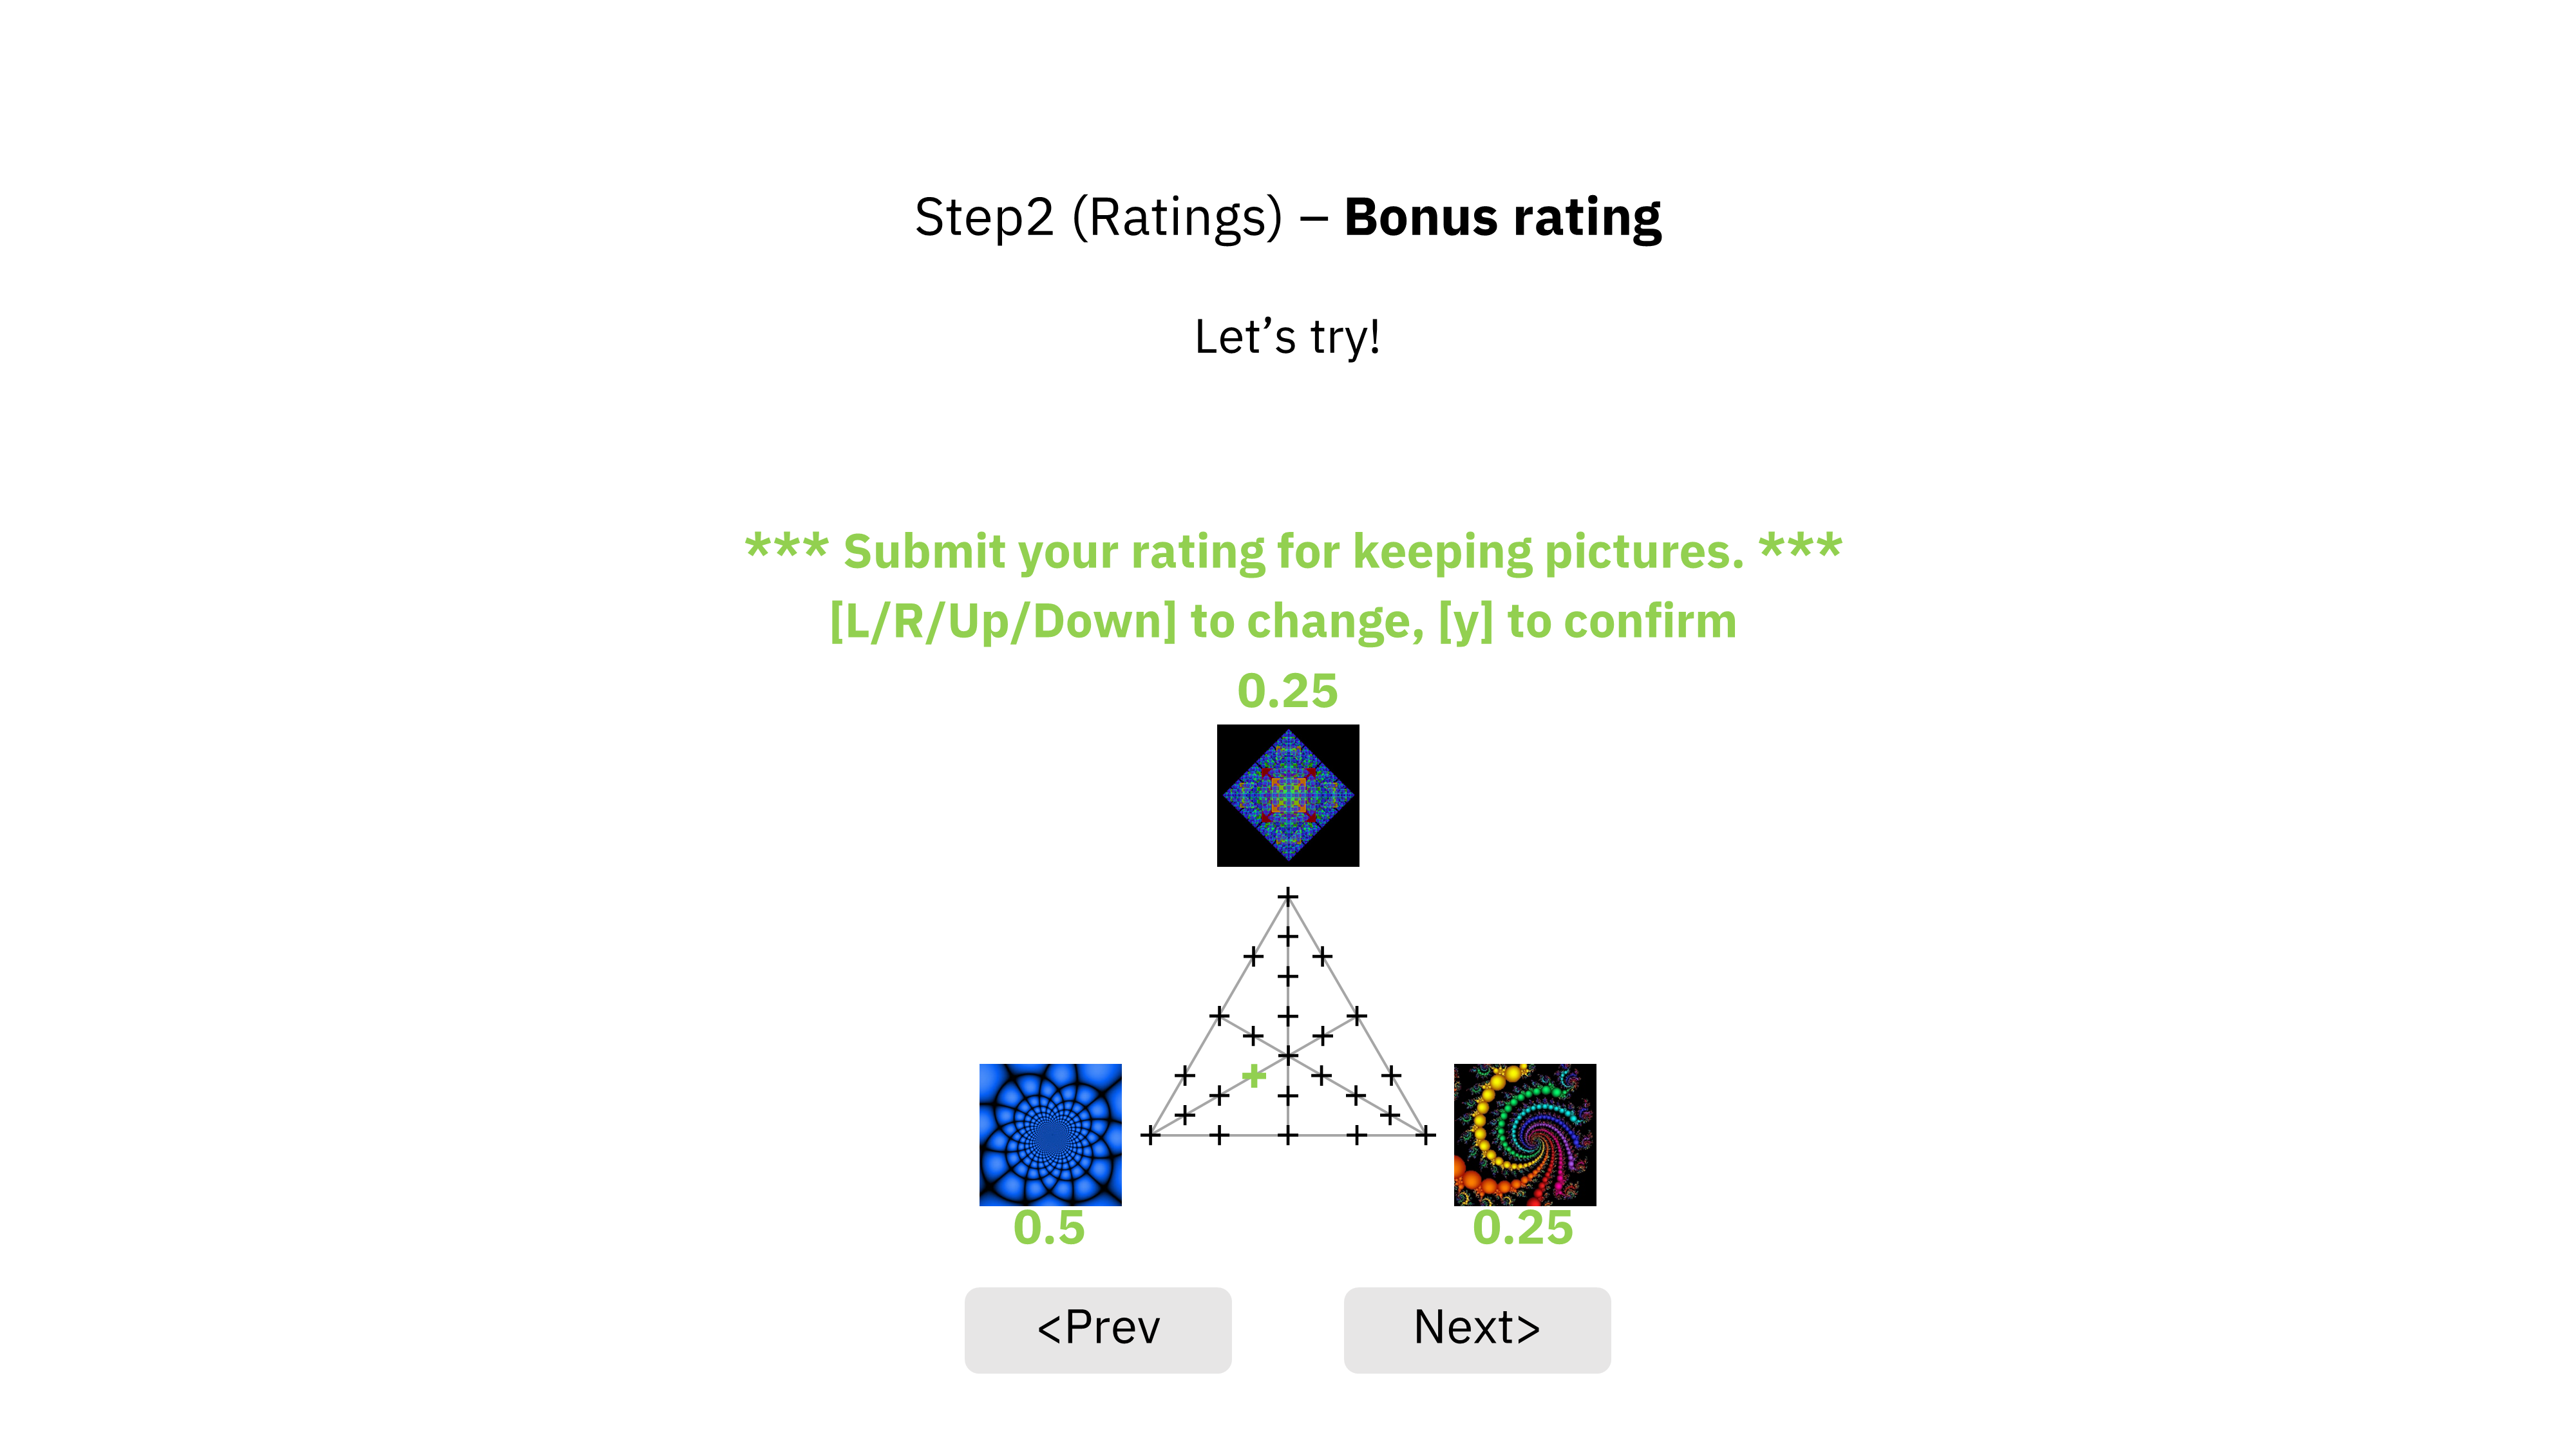 Step2 (Ratings) – Bonus rating
Let’s try!
*** Submit your rating for keeping pictures. ***
[L/R/Up/Down] to change, [y] to confirm
0.25
0.5
0.25
<Prev
Next>